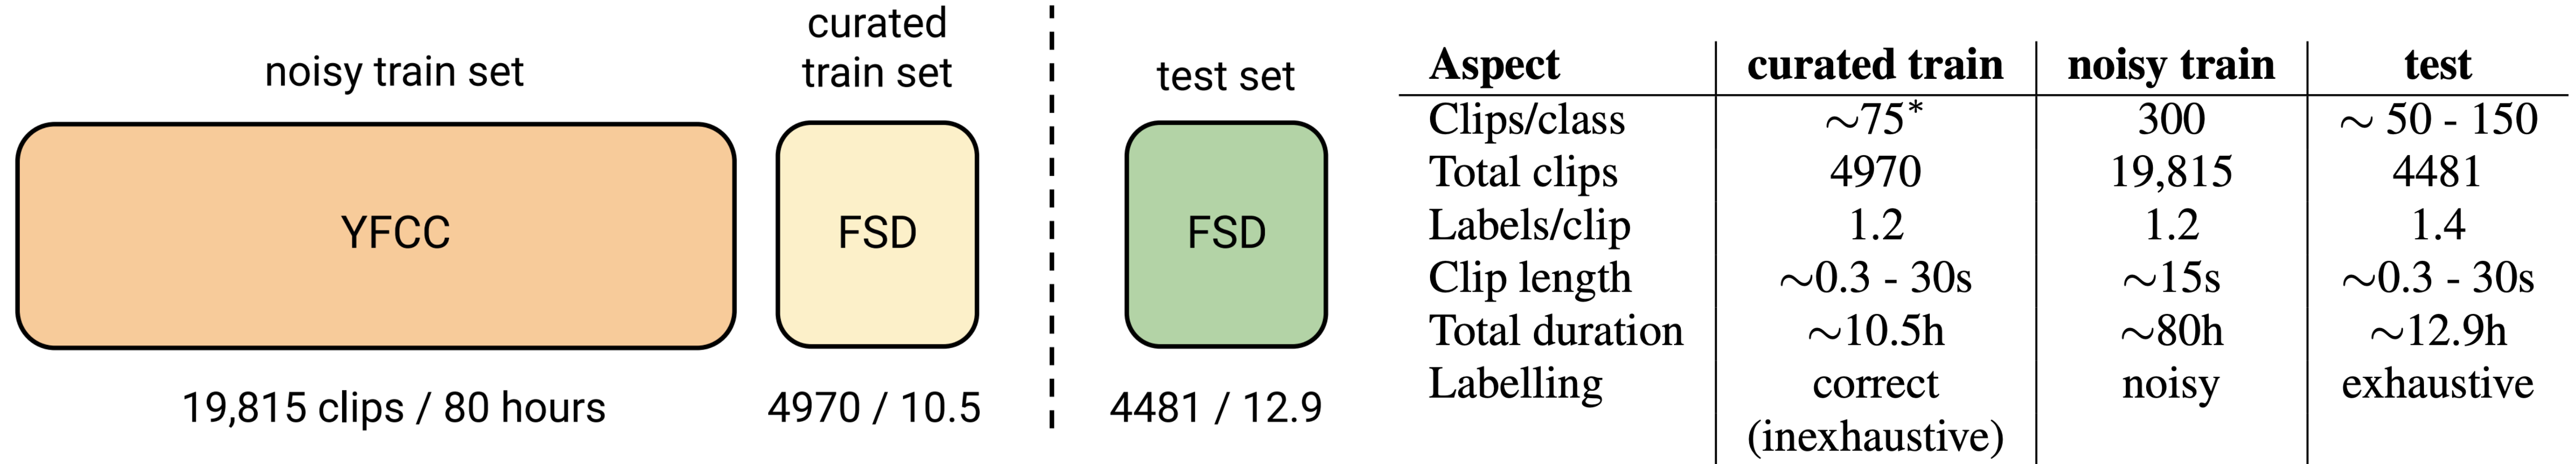 noisy train set
curated
train set
test set
YFCC
FSD
FSD
19,815 clips / 80 hours
4970 / 10.5
4481 / 12.9
Aspect curated train noisy train test
Clips/class ~75* 300 ~ 50 - 150
Total clips 4970 19,815 4481
Labels/clip 1.2 1.2 1.4
Clip length ~0.3 - 30s ~15s ~0.3 - 30s
Total duration ~10.5h ~80h ~12.9h
Labelling correct noisy exhaustive
(inexhaustive)